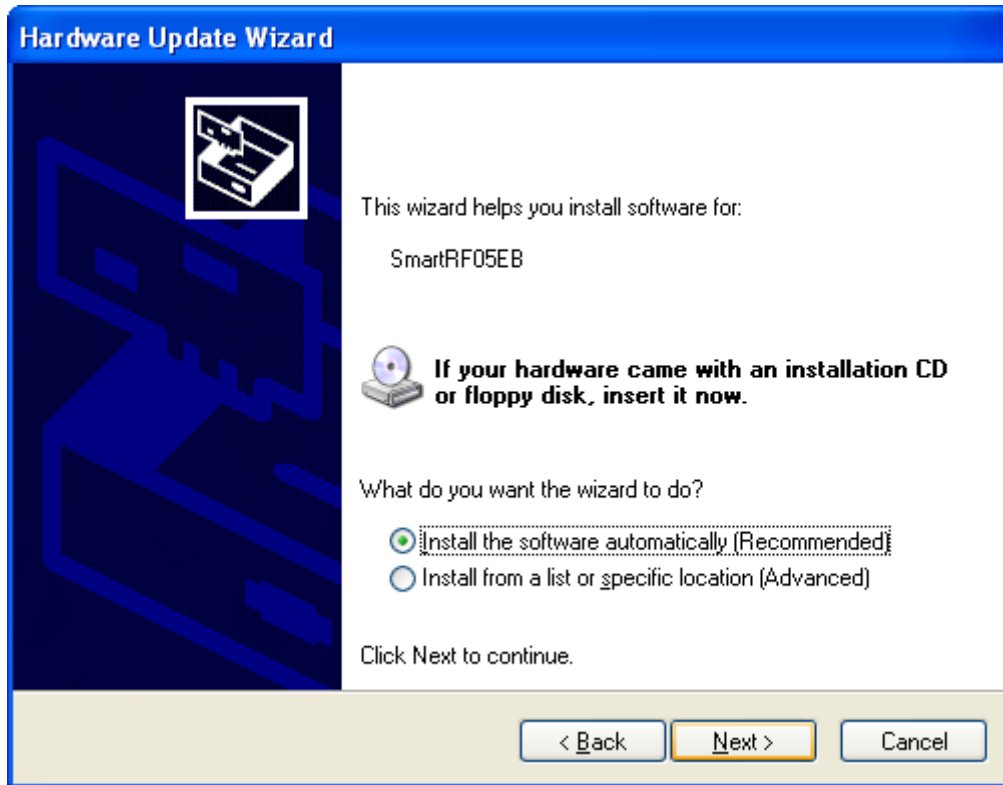 Hardware Update Wizard
This wizard helps you install software for:
SmartRF05EB
If your hardware came with an installation CD
or floppy disk, insert it now.
What do you want the wizard to do?
Install the software automatically (Recommended)
Install from a list or specific location (Advanced)
Click Next to continue.
< Back Next > Cancel